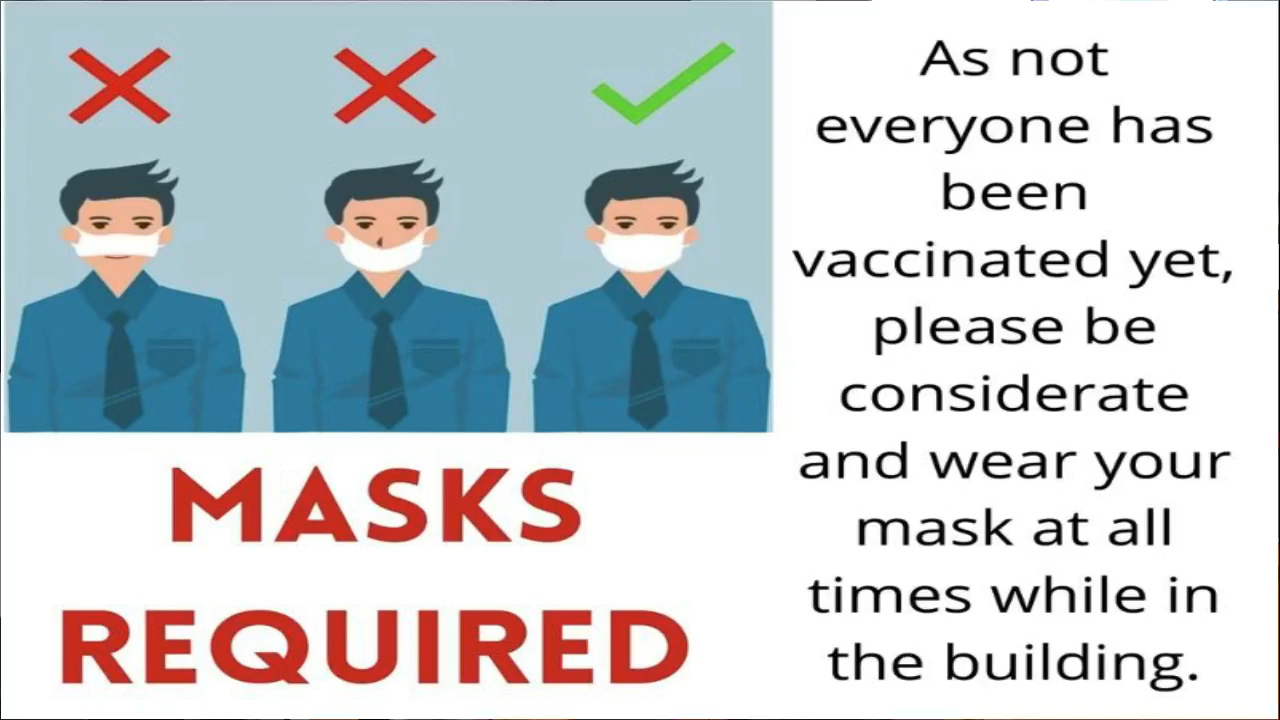 MASKS
REQUIRED
As not
everyone has
been
vaccinated yet,
please be
considerate
and wear your
mask at all
times while in
the building.